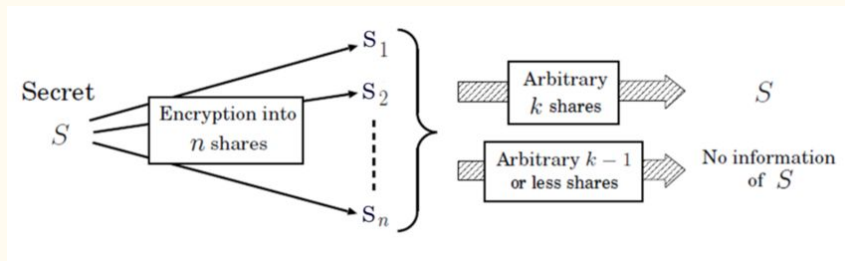 Secret
S
Encryption into
n shares
S1
S2
Sn
Arbitrary
k shares
S
Arbitrary k − 1
or less shares
No information
of S